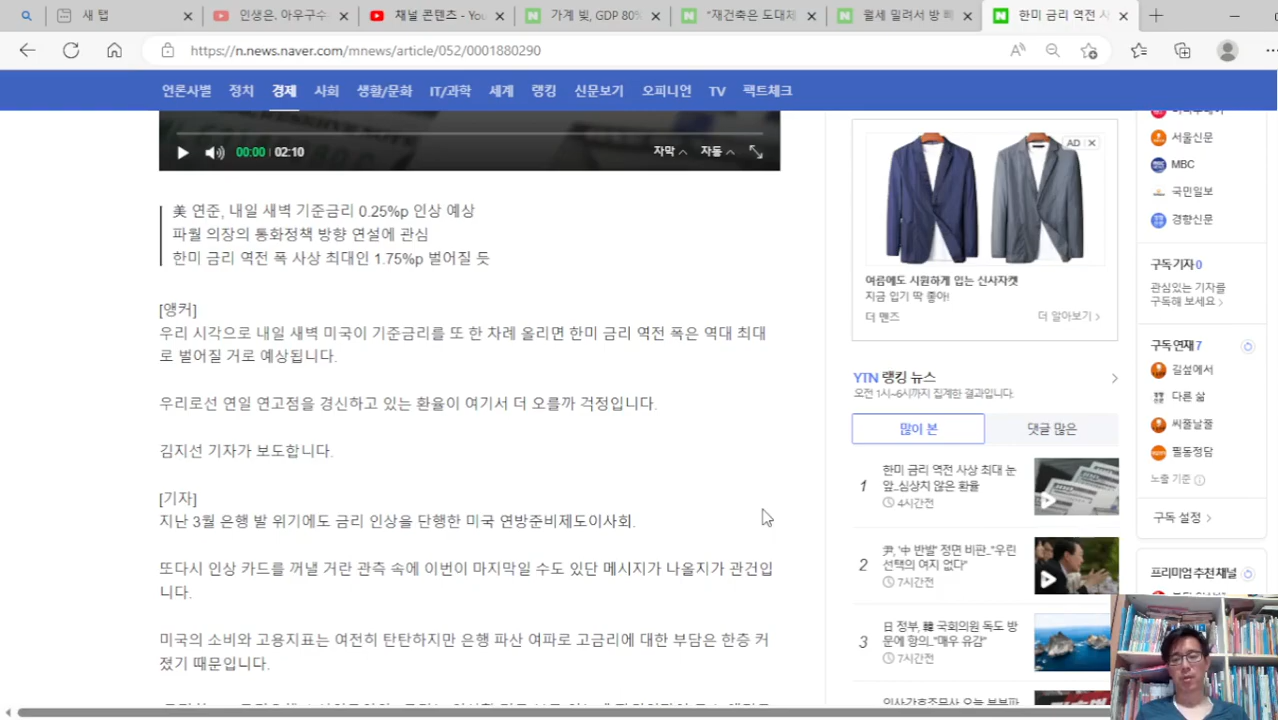 새 탭
인생은, 아우구수
채널 콘텐츠 - You
가계 빚, GDP 80%
"재건축은 도대체
월세 밀려서 방 빼
한미 금리 역전 사
https://n.news.naver.com/mnews/article/052/0001880290
언론사별 정치 경제 사회 생활/문화 IT/과학 세계 랭킹 신문보기 오피니언 TV 팩트체크
00:00 02:10 자막 자동
美 연준, 내일 새벽 기준금리 0.25%p 인상 예상
파월 의장의 통화정책 방향 연설에 관심
한미 금리 역전 폭 사상 최대인 1.75%p 벌어질 듯
[앵커]
우리 시각으로 내일 새벽 미국이 기준금리를 또 한 차례 올리면 한미 금리 역전 폭은 역대 최대
로 벌어질 거로 예상됩니다.
우리로선 연일 연고점을 경신하고 있는 환율이 여기서 더 오를까 걱정입니다.
김지선 기자가 보도합니다.
[기자]
지난 3월 은행 발 위기에도 금리 인상을 단행한 미국 연방준비제도이사회.
또다시 인상 카드를 꺼낼 거란 관측 속에 이번이 마지막일 수도 있단 메시지가 나올지가 관건입
니다.
미국의 소비와 고용지표는 여전히 탄탄하지만 은행 파산 여파로 고금리에 대한 부담은 한층 커
졌기 때문입니다.
AD
여름에도 시원하게 입는 신사자켓
지금 입기 딱 좋아!
더 맨즈 더 알아보기
YTN 랭킹 뉴스
오전 1시~6시까지 집계한 결과입니다.
많이 본 댓글 많은
1 한미 금리 역전 사상 최대 눈
앞...심상치 않은 환율
4시간전
2 尹, '中 반발' 정면 비판..."우린
선택의 여지 없다"
7시간전
3 日 정부, 韓 국회의원 독도 방
문에 항의..."매우 유감"
7시간전
서울신문
MBC
국민일보
경향신문
구독 기자 0
관심있는 기자를
구독해 보세요
구독 연재 7
길섶에서
다른 삶
씨줄날줄
필동정담
노출 기준
구독 설정
프리미엄 추천 채널